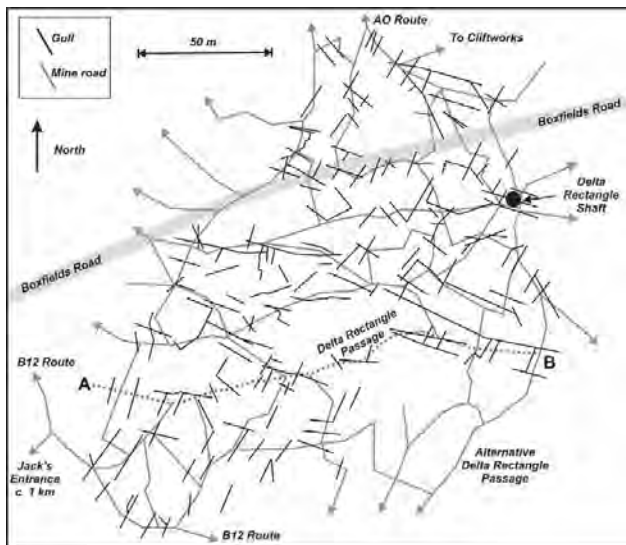 Gull
Mine road
50 m
North
AO Route
To Cliftworks
Boxfields Road
Delta
Rectangle
Shaft
Boxfields Road
Delta Rectangle
Passage
B12 Route
A
B
Jack's
Entrance
c. 1 km
Alternative
Delta Rectangle
Passage
B12 Route